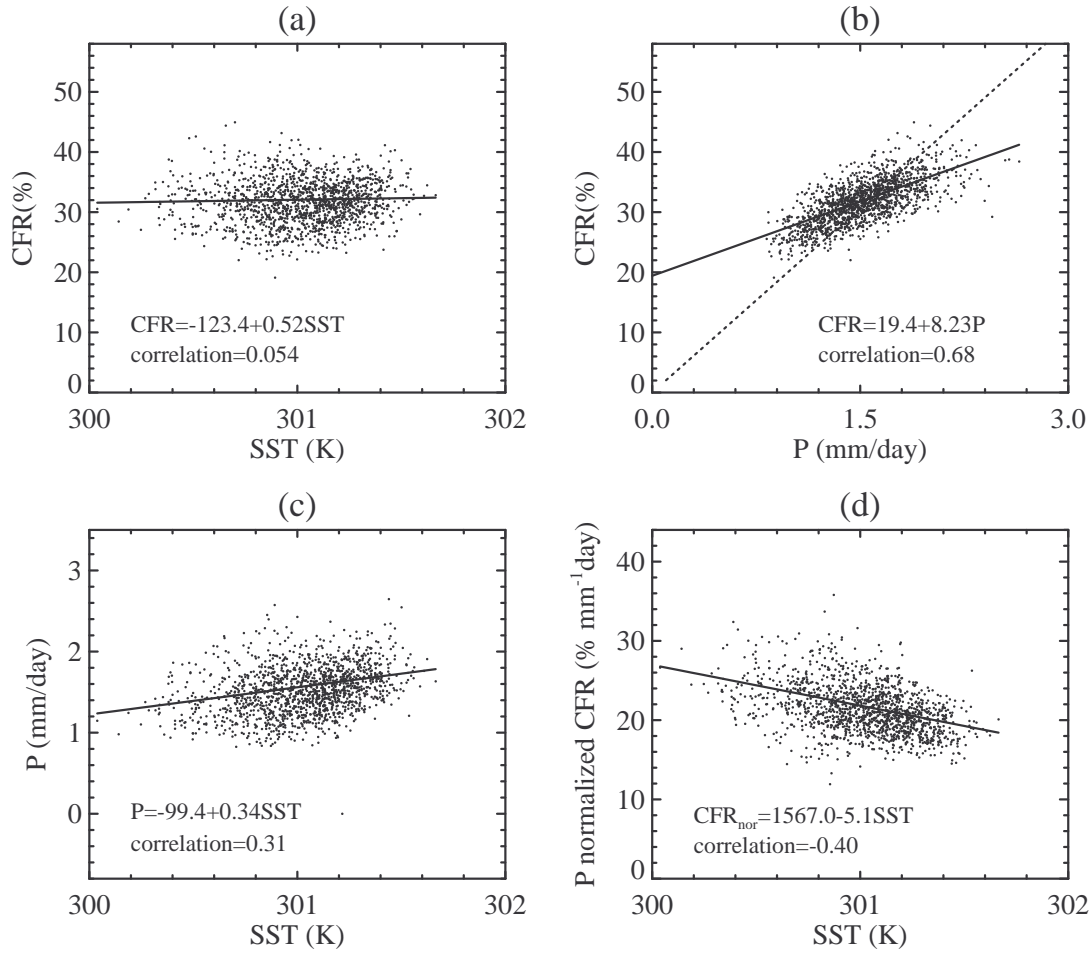 (a)
CFR(%)
50
40
30
20
10
0
CFR=-123.4+0.52SST
correlation=0.054
300
301
302
SST (K)
(b)
CFR(%)
50
40
30
20
10
0
CFR=19.4+8.23P
correlation=0.68
0.0
1.5
3.0
P (mm/day)
(c)
P (mm/day)
3
2
1
0
P=-99.4+0.34SST
correlation=0.31
300
301
302
SST (K)
(d)
P normalized CFR (% mm⁻¹day)
40
30
20
10
0
CFRₙₒᵣ=1567.0-5.1SST
correlation=-0.40
300
301
302
SST (K)